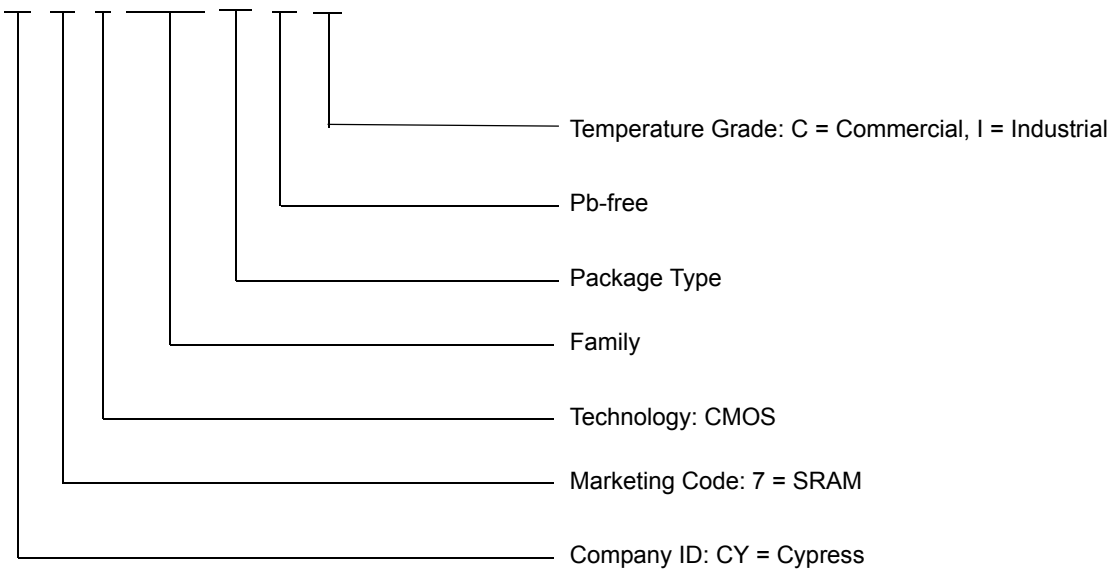 Temperature Grade: C = Commercial, I = Industrial
Pb-free
Package Type
Family
Technology: CMOS
Marketing Code: 7 = SRAM
Company ID: CY = Cypress